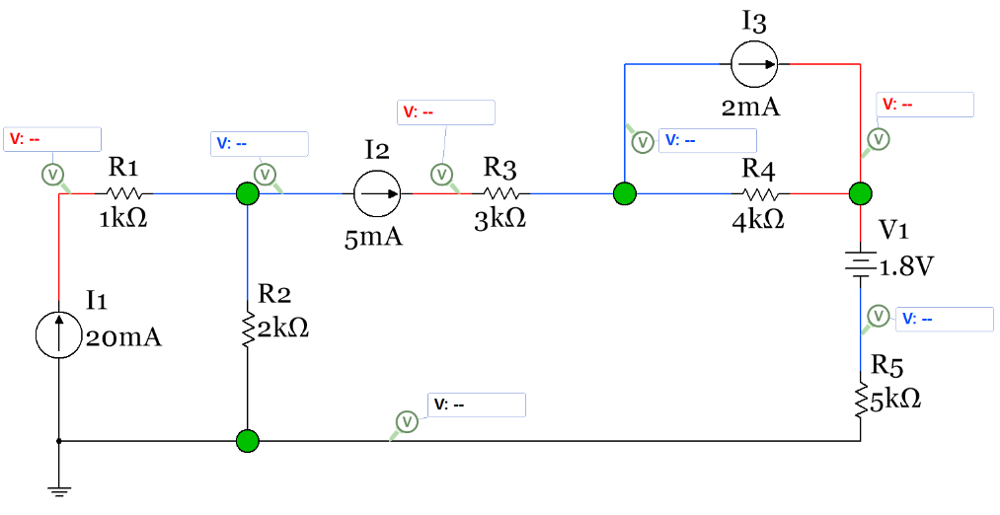 I3
2mA
V: --
V: --
V: --
V: --
V: --
V
V
V
V
V
R1
1kΩ
I2
5mA
R3
3kΩ
R4
4kΩ
V1
1.8V
I1
20mA
R2
2kΩ
V
V: --
R5
5kΩ
V
V: --